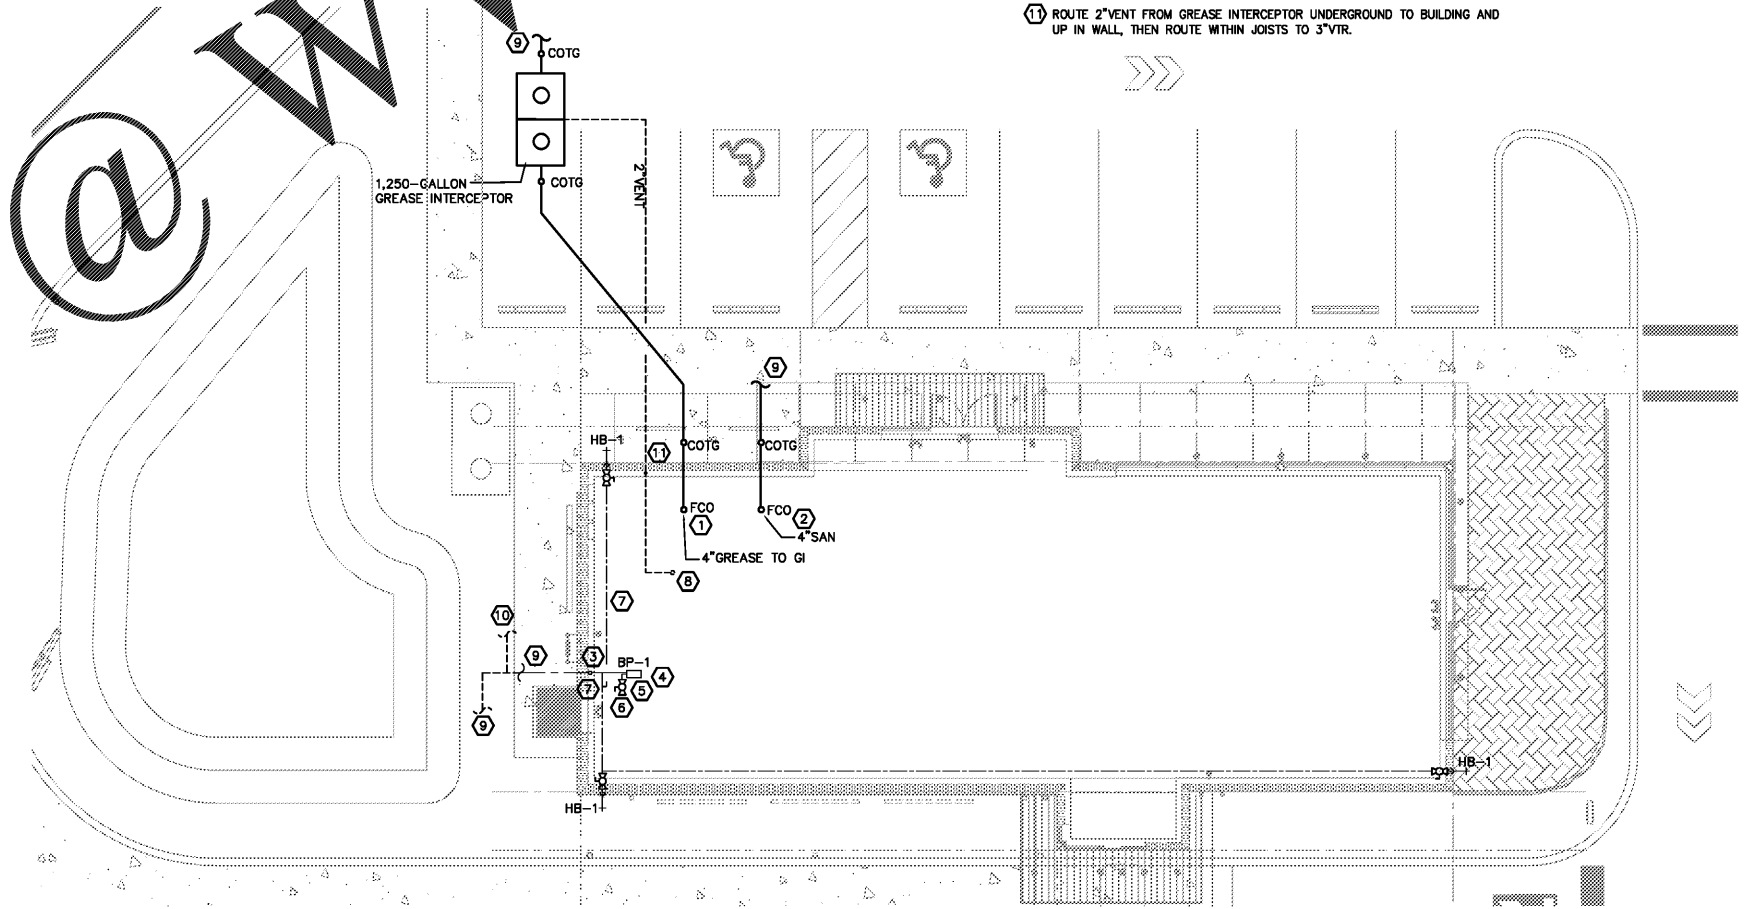 11 ROUTE 2"VENT FROM GREASE INTERCEPTOR UNDERGROUND TO BUILDING AND
UP IN WALL, THEN ROUTE WITHIN JOISTS TO 3"VTR.
@ W
9
COTG
1,250-GALLON
GREASE INTERCEPTOR
COTG
2"VENT
9
HB-1
11
COTG
COTG
FCO
1
FCO
2
4"SAN
4"GREASE TO GI
8
7
10
9
3
BP-1
4
7
5
6
9
HB-1
HB-1